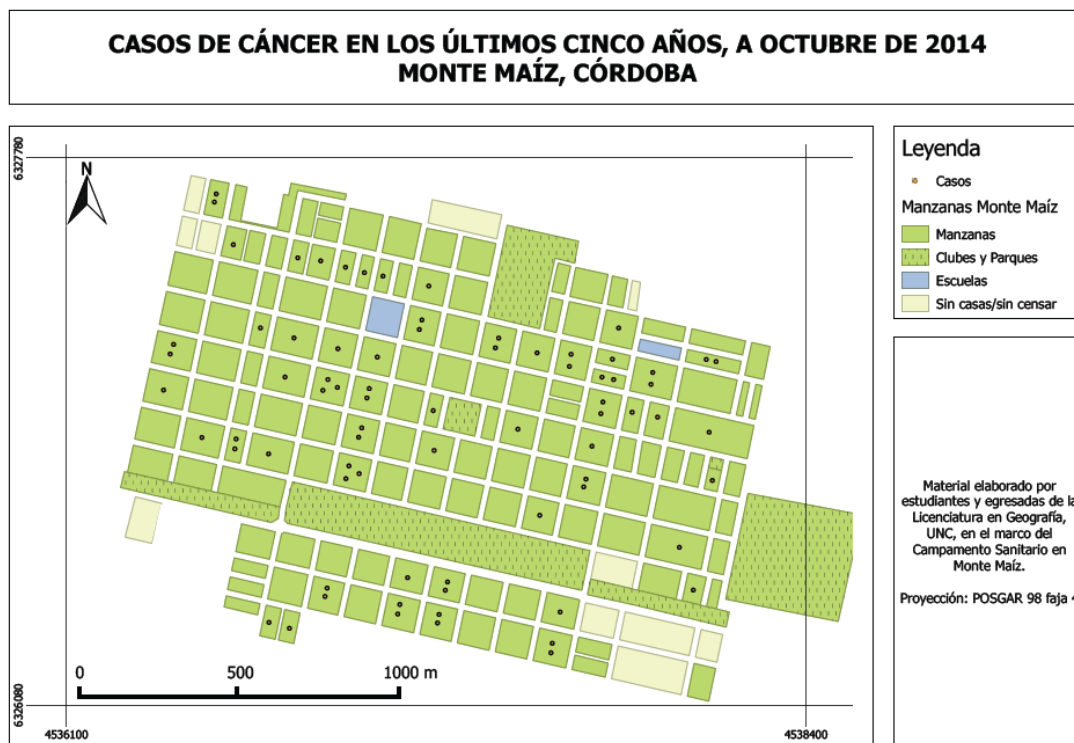 CASOS DE CÁNCER EN LOS ÚLTIMOS CINCO AÑOS, A OCTUBRE DE 2014
MONTE MAÍZ, CÓRDOBA
6327780
N
6326080
0 500 1000 m
4536100 4538400
Leyenda
Casos
Manzanas Monte Maíz
Manzanas
Clubes y Parques
Escuelas
Sin casas/sin censar
Material elaborado por
estudiantes y egresadas de la
Licenciatura en Geografía,
UNC, en el marco del
Campamento Sanitario en
Monte Maíz.
Proyección: POSGAR 98 faja